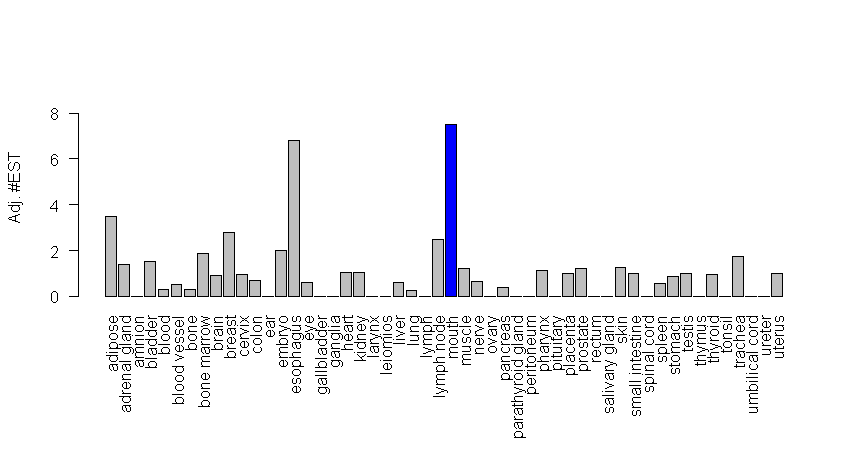 Adj. #EST
8
6
4
2
0
adipose
adrenal gland
amnion
bladder
blood
blood vessel
bone
bone marrow
brain
breast
cervix
colon
ear
embryo
esophagus
eye
gallbladder
ganglia
heart
kidney
larynx
leiomios
liver
lung
lymph
lymph node
mouth
muscle
nerve
ovary
pancreas
parathyroid gland
peritoneum
pharynx
pituitary
placenta
prostate
rectum
salivary gland
skin
small intestine
spinal cord
spleen
stomach
testis
thymus
thyroid
tonsil
trachea
umbilical cord
ureter
uterus